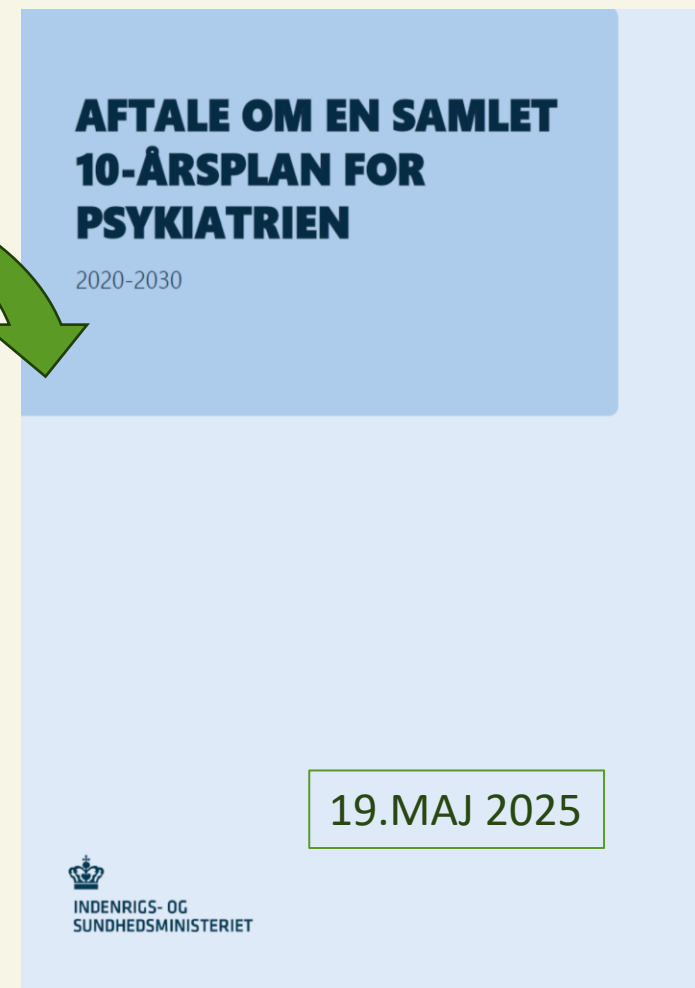 AFTALE OM EN SAMLET
10-ÅRSPLAN FOR
PSYKIATRIEN
2020-2030
19.MAJ 2025
INDENRIGS- OG
SUNDHEDSMINISTERIET